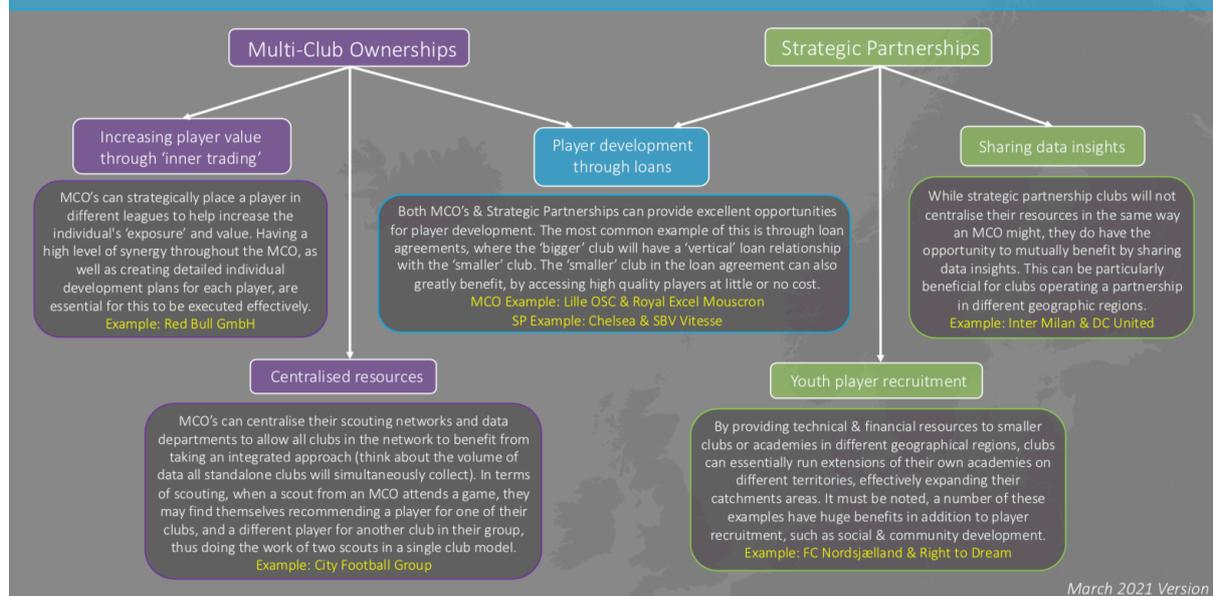 Multi-Club Ownerships
Strategic Partnerships
Increasing player value
through ‘inner trading’
MCO’s can strategically place a player in
different leagues to help increase the
individual's ‘exposure’ and value. Having a
high level of synergy throughout the MCO, as
well as creating detailed individual
development plans for each player, are
essential for this to be executed effectively.
Example: Red Bull GmbH
Player development
through loans
Both MCO’s & Strategic Partnerships can provide excellent opportunities
for player development. The most common example of this is through loan
agreements, where the ‘bigger’ club will have a ‘vertical’ loan relationship
with the ‘smaller’ club. The ‘smaller’ club in the loan agreement can also
greatly benefit, by accessing high quality players at little or no cost.
MCO Example: Lille OSC & Royal Excel Mouscron
SP Example: Chelsea & SBV Vitesse
Sharing data insights
While strategic partnership clubs will not
centralise their resources in the same way
an MCO might, they do have the
opportunity to mutually benefit by sharing
data insights. This can be particularly
beneficial for clubs operating a partnership
in different geographic regions.
Example: Inter Milan & DC United
Centralised resources
MCO’s can centralise their scouting networks and data
departments to allow all clubs in the network to benefit from
taking an integrated approach (think about the volume of
data all standalone clubs will simultaneously collect). In terms
of scouting, when a scout from an MCO attends a game, they
may find themselves recommending a player for one of their
clubs, and a different player for another club in their group,
thus doing the work of two scouts in a single club model.
Example: City Football Group
Youth player recruitment
By providing technical & financial resources to smaller
clubs or academies in different geographical regions, clubs
can essentially run extensions of their own academies on
different territories, effectively expanding their
catchments areas. It must be noted, a number of these
examples have huge benefits in addition to player
recruitment, such as social & community development.
Example: FC Nordsjælland & Right to Dream
March 2021 Version